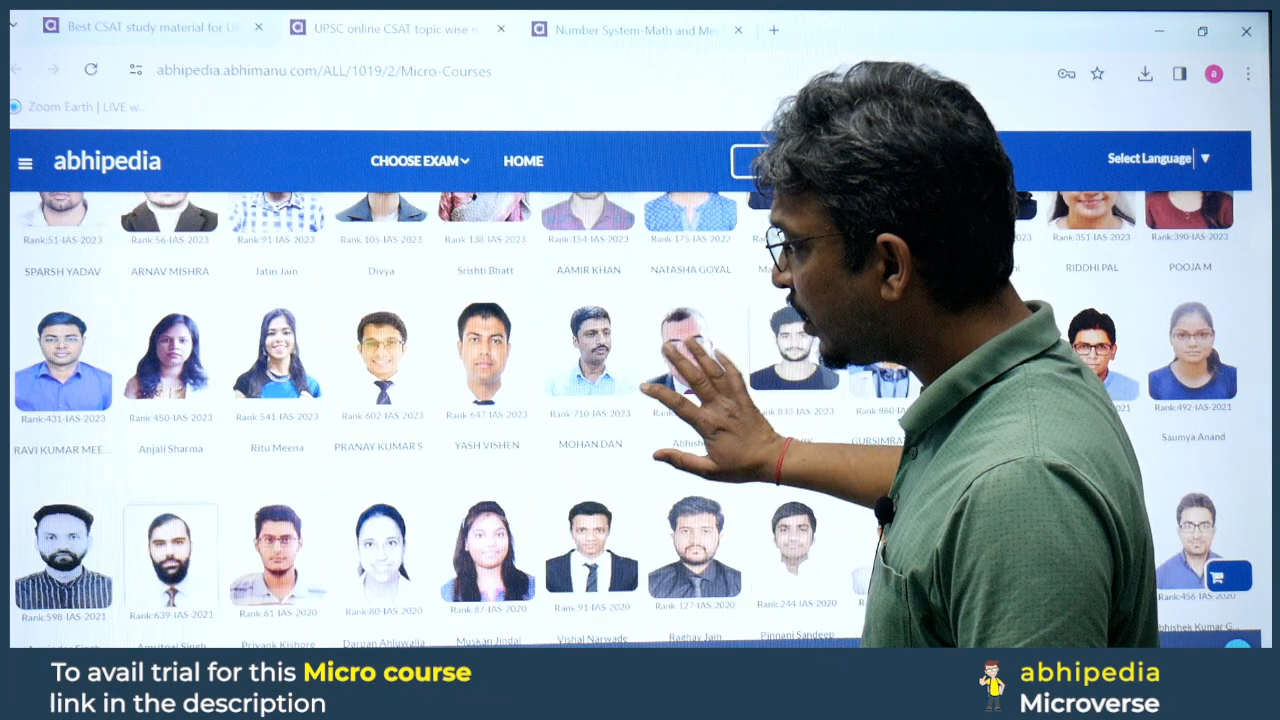 Best CSAT study material for U
UPSC online CSAT topic wise
Number System-Math and Me
abhipedia.abhimanu.com/ALL/1019/2/Micro-Courses
a
Zoom Earth | LIVE w...
abhipedia
CHOOSE EXAM
HOME
Select Language
Rank:51-IAS-2023
Rank:56-IAS-2023
Rank:91-IAS-2023
Rank:105-IAS-2023
Rank:138-IAS-2023
Rank:154-IAS-2023
Rank:175-IAS-2023
Rank:351-IAS-2023
Rank:390-IAS-2023
SPARSH YADAV
ARNAV MISHRA
Jatin Jain
Divya
Srishti Bhatt
AAMIR KHAN
NATASHA GOYAL
Ma
RIDDHI PAL
POOJA M
Rank:431-IAS-2023
Rank:450-IAS-2023
Rank:541-IAS-2023
Rank:602-IAS-2023
Rank:647-IAS-2023
Rank:710-IAS-2023
Rank:833-IAS-2023
Rank:860-IA
Rank:492-IAS-2021
RAVI KUMAR MEE...
Anjali Sharma
Ritu Meena
PRANAY KUMAR S
YASH VISHEN
MOHAN DAN
Abhish
GURSIMRA
Saumya Anand
Rank:598-IAS-2021
Rank:639-IAS-2021
Rank:61-IAS-2020
Rank:80-IAS-2020
Rank:87-IAS-2020
Rank:91-IAS-2020
Rank:127-IAS-2020
Rank:244-IAS-2020
Rank:456-IAS-2020
Amritpal Singh
Priyank Kishore
Darpan Ahluwalia
Muskan Jindal
Vishal Narwade
Raghav Jain
Pinnani Sandeep
Abhishek Kumar G...
To avail trial for this Micro course
link in the description
abhipedia
Microverse